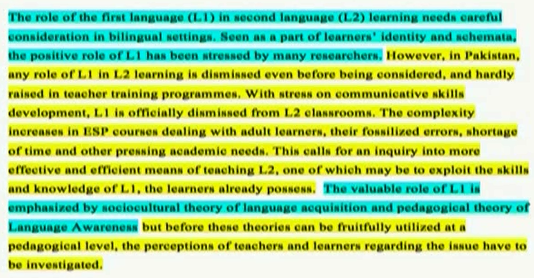 The role of the first language (L1) in second language (L2) learning needs careful
consideration in bilingual settings. Seen as a part of learners' identity and schemata,
the positive role of L1 has been stressed by many researchers. However, in Pakistan,
any role of L1 in L2 learning is dismissed even before being considered, and hardly
raised in teacher training programmes. With stress on communicative skills
development, L1 is officially dismissed from L2 classrooms. The complexity
increases in ESP courses dealing with adult learners, their fossilized errors, shortage
of time and other pressing academic needs. This calls for an inquiry into more
effective and efficient means of teaching L2, one of which may be to exploit the skills
and knowledge of L1, the learners already possess. The valuable role of L1 is
emphasized by sociocultural theory of language acquisition and pedagogical theory of
Language Awareness but before these theories can be fruitfully utilized at a
pedagogical level, the perceptions of teachers and learners regarding the issue have to
be investigated.